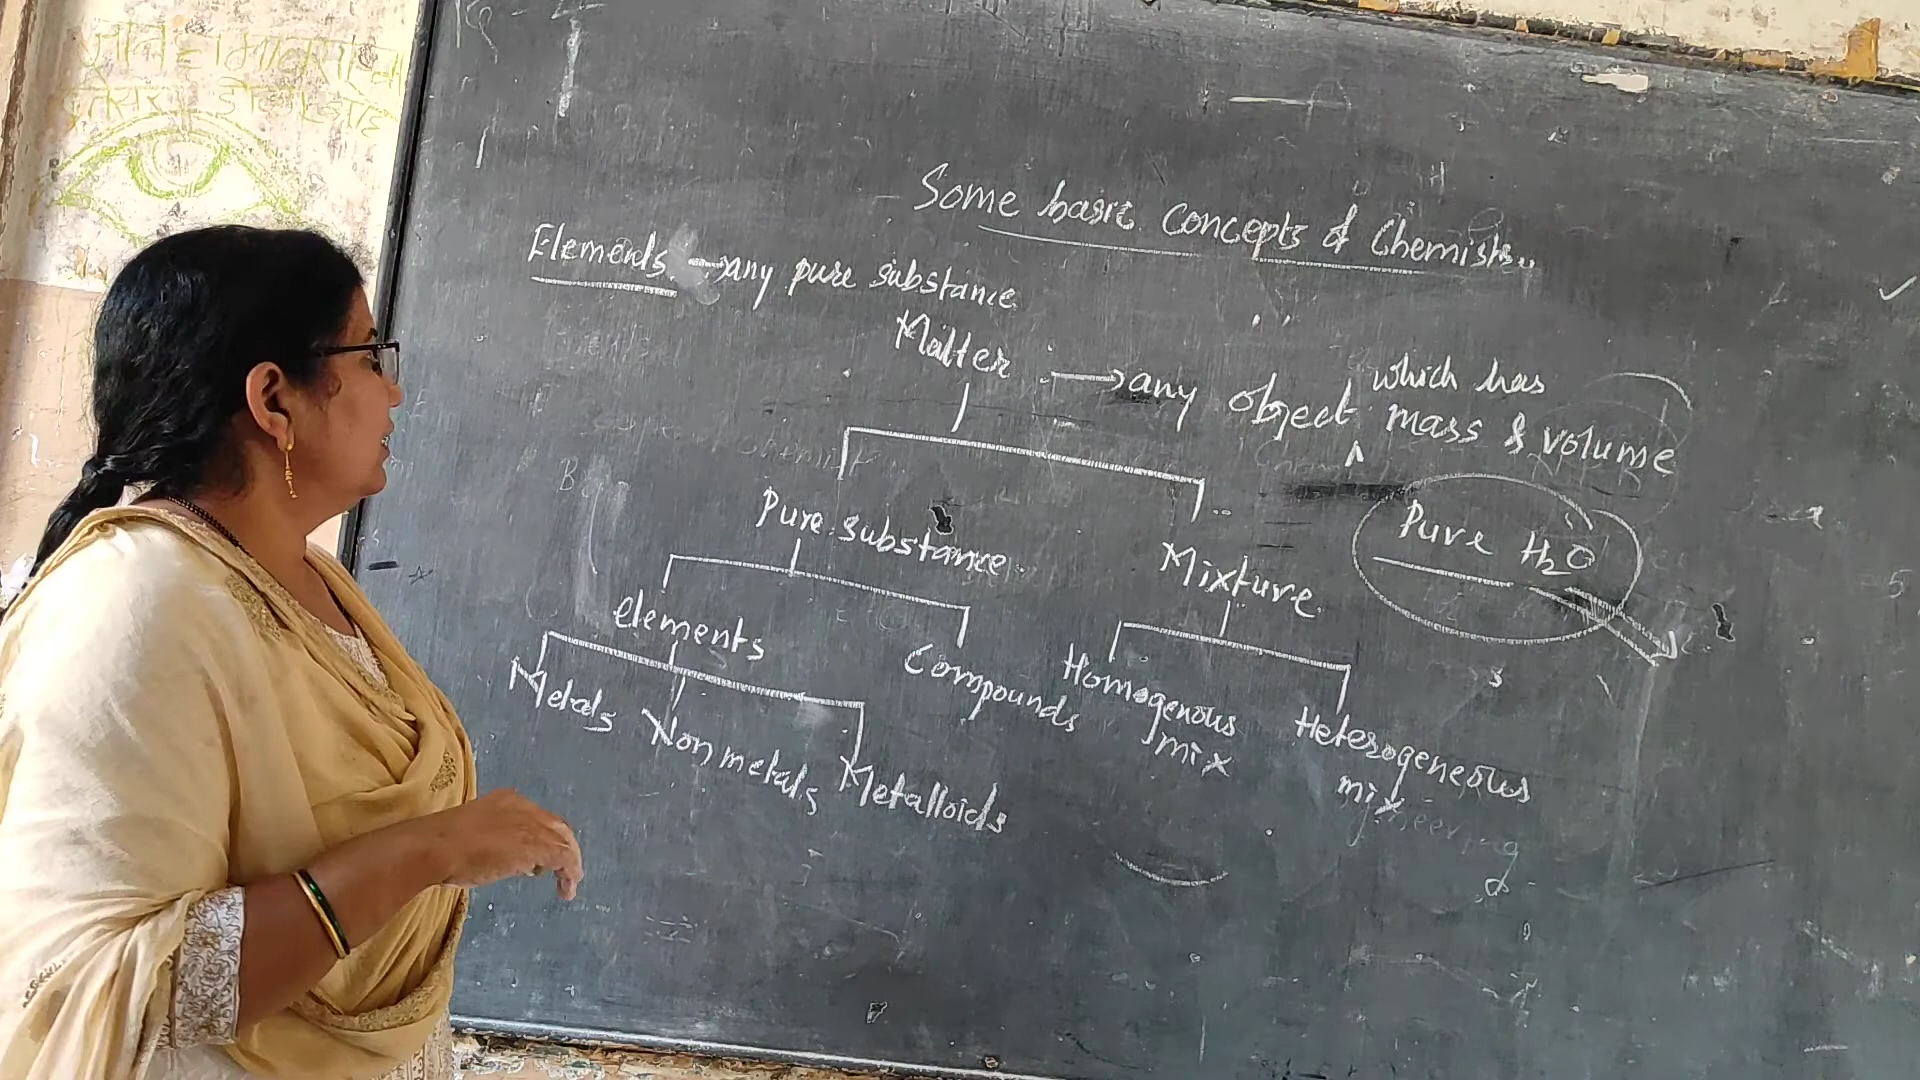 Some basic Concepts of Chemistry
Elements → any pure substance
Matter → any object which has
mass & volume
Pure substance
Mixture
Pure H2O
elements
Compounds
Homogenous
mix
Heterogeneous
mix
Metals
Non metals
Metalloids